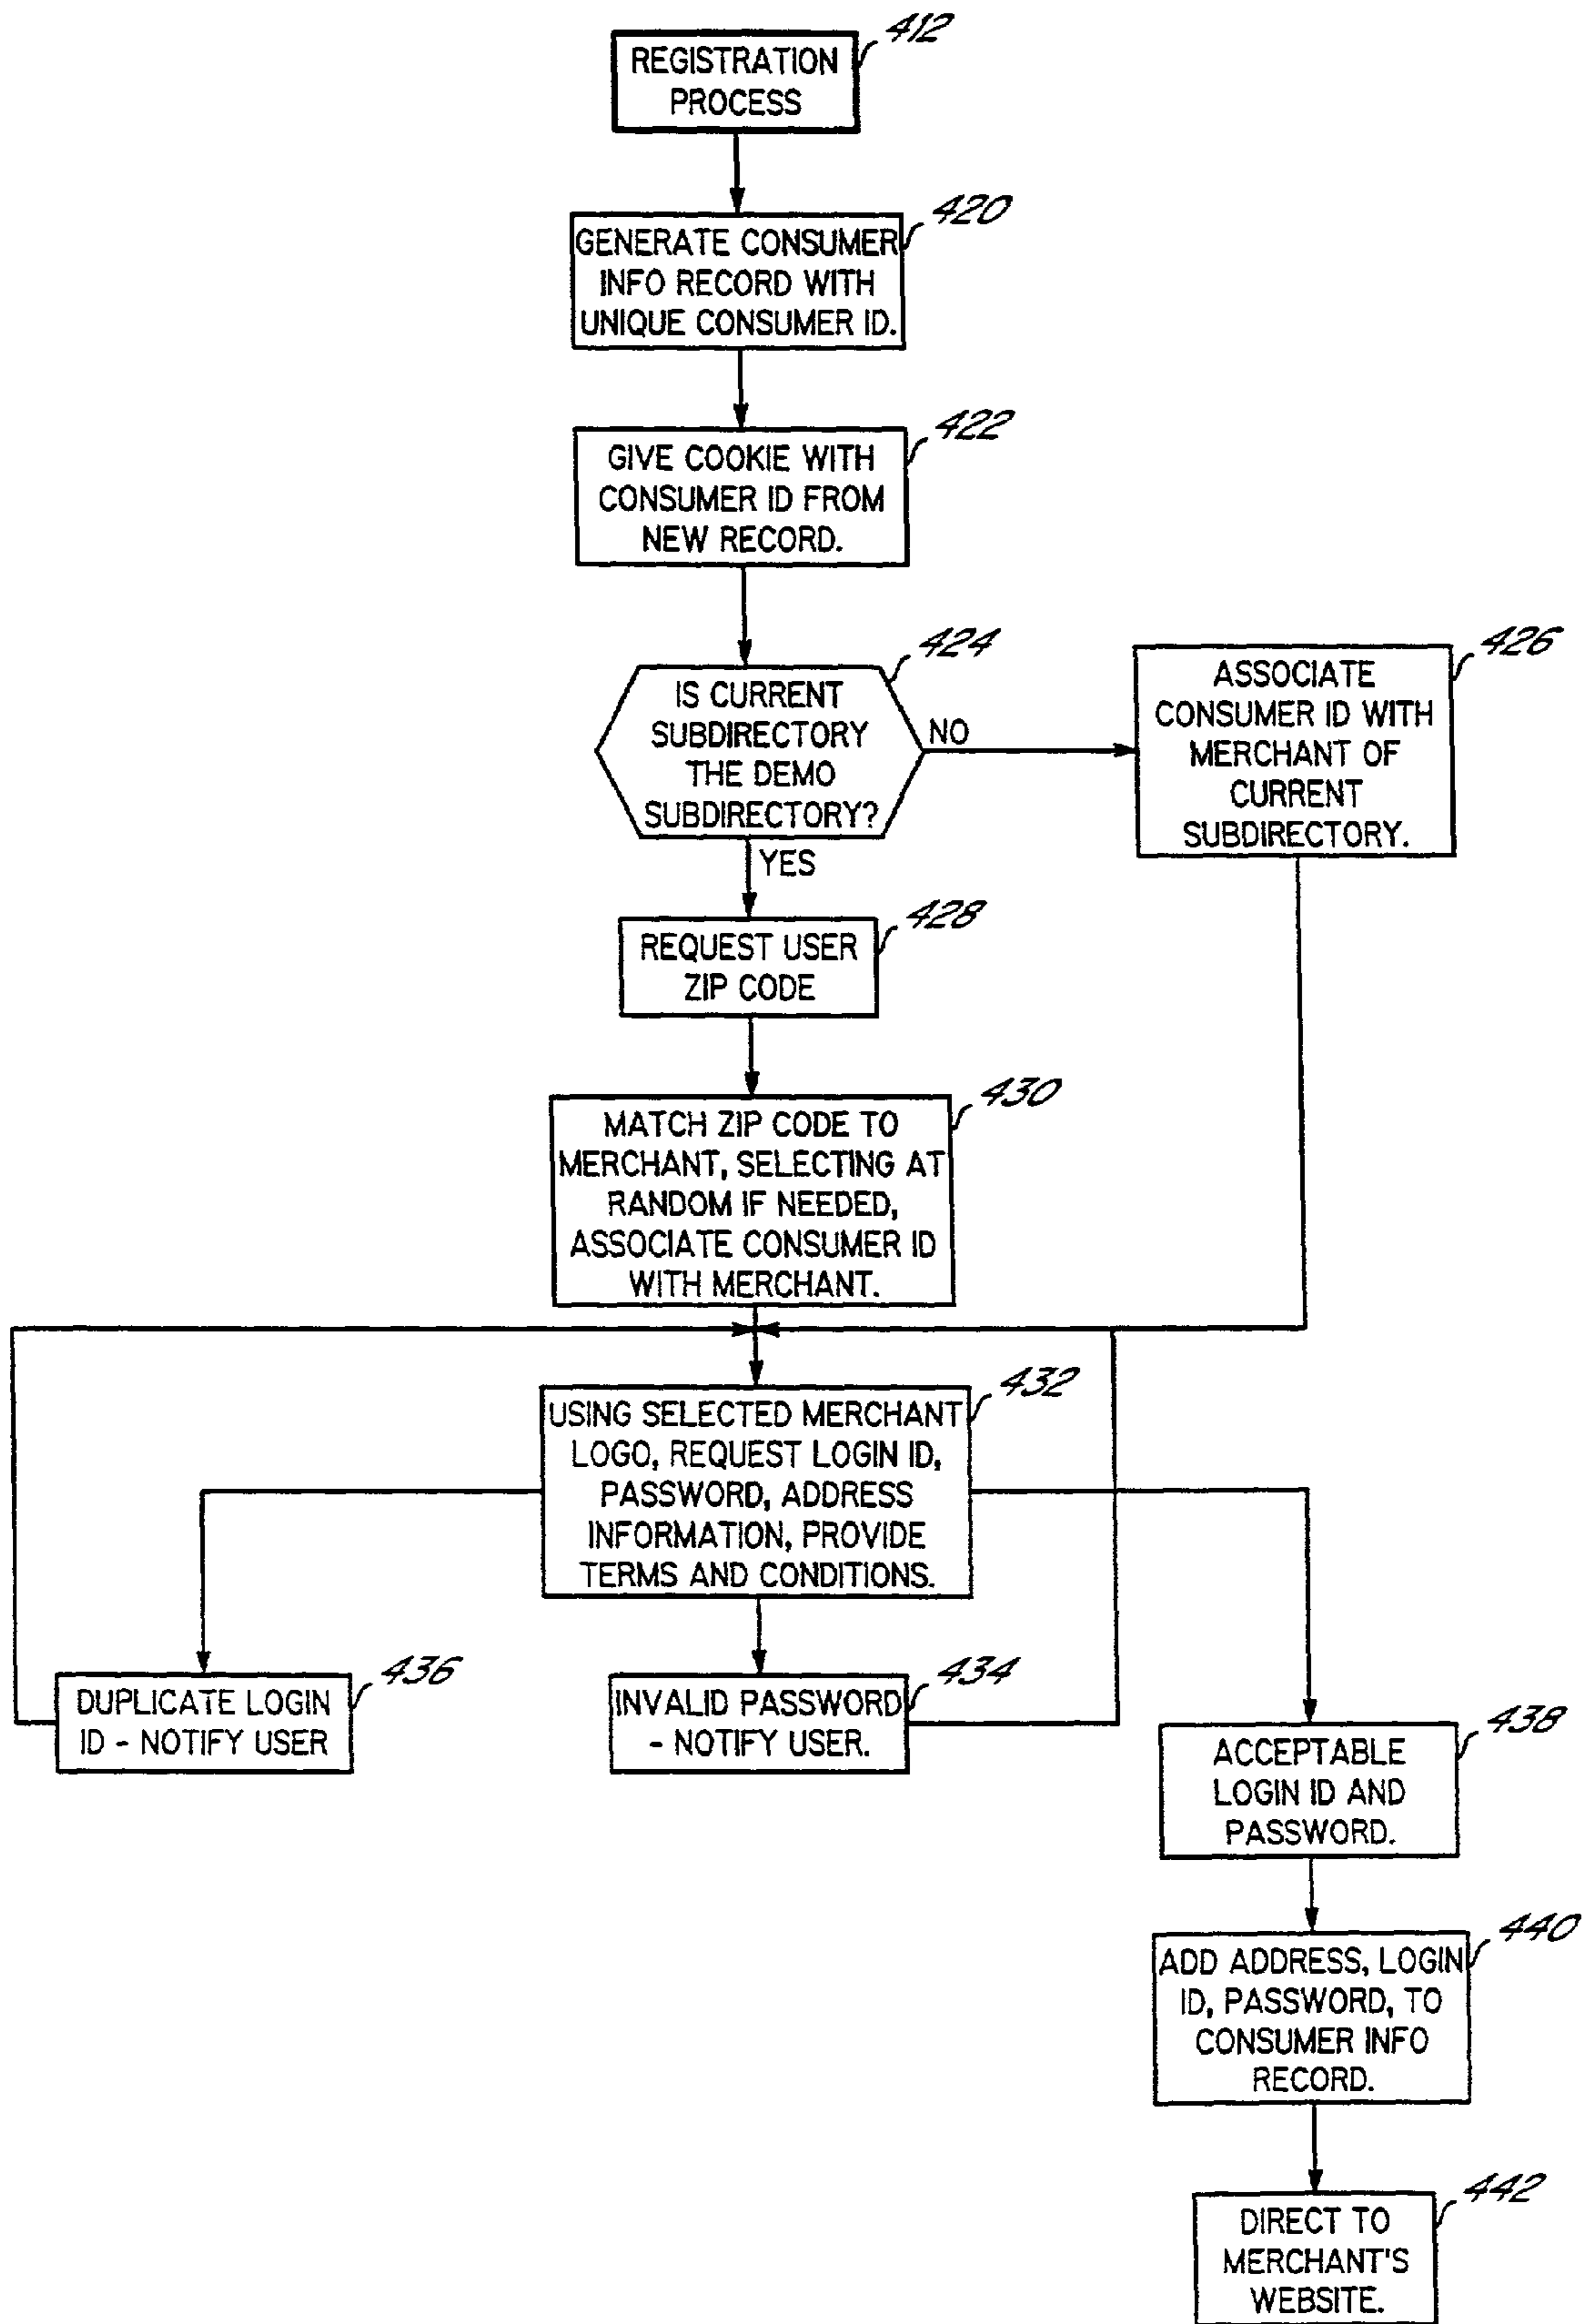 412
REGISTRATION
PROCESS
420
GENERATE CONSUMER
INFO RECORD WITH
UNIQUE CONSUMER ID.
422
GIVE COOKIE WITH
CONSUMER ID FROM
NEW RECORD.
424
IS CURRENT
SUBDIRECTORY
THE DEMO
SUBDIRECTORY?
NO
426
ASSOCIATE
CONSUMER ID WITH
MERCHANT OF
CURRENT
SUBDIRECTORY.
YES
428
REQUEST USER
ZIP CODE
430
MATCH ZIP CODE TO
MERCHANT, SELECTING AT
RANDOM IF NEEDED,
ASSOCIATE CONSUMER ID
WITH MERCHANT.
432
USING SELECTED MERCHANT
LOGO, REQUEST LOGIN ID,
PASSWORD, ADDRESS
INFORMATION, PROVIDE
TERMS AND CONDITIONS.
436
DUPLICATE LOGIN
ID - NOTIFY USER
434
INVALID PASSWORD
- NOTIFY USER.
438
ACCEPTABLE
LOGIN ID AND
PASSWORD.
440
ADD ADDRESS, LOGIN
ID, PASSWORD, TO
CONSUMER INFO
RECORD.
442
DIRECT TO
MERCHANT'S
WEBSITE.